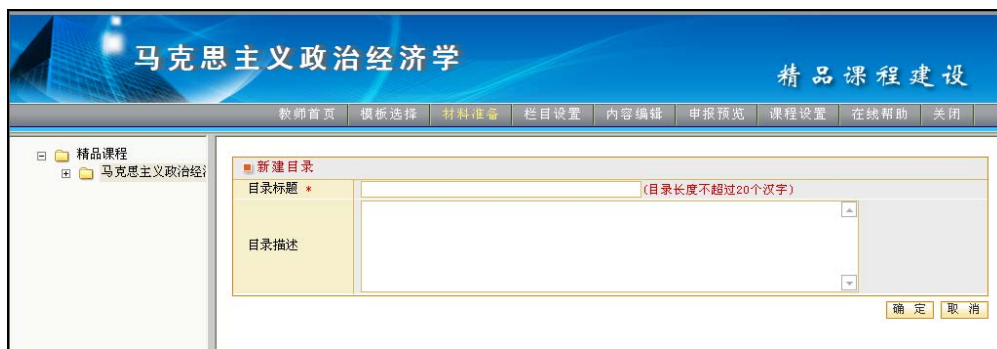 马克思主义政治经济学
精品课程建设
教师首页 模板选择 材料准备 栏目设置 内容编辑 申报预览 课程设置 在线帮助 关闭
精品课程
马克思主义政治经济
新建目录
目录标题 * (目录长度不超过20个汉字)
目录描述
确 定 取 消